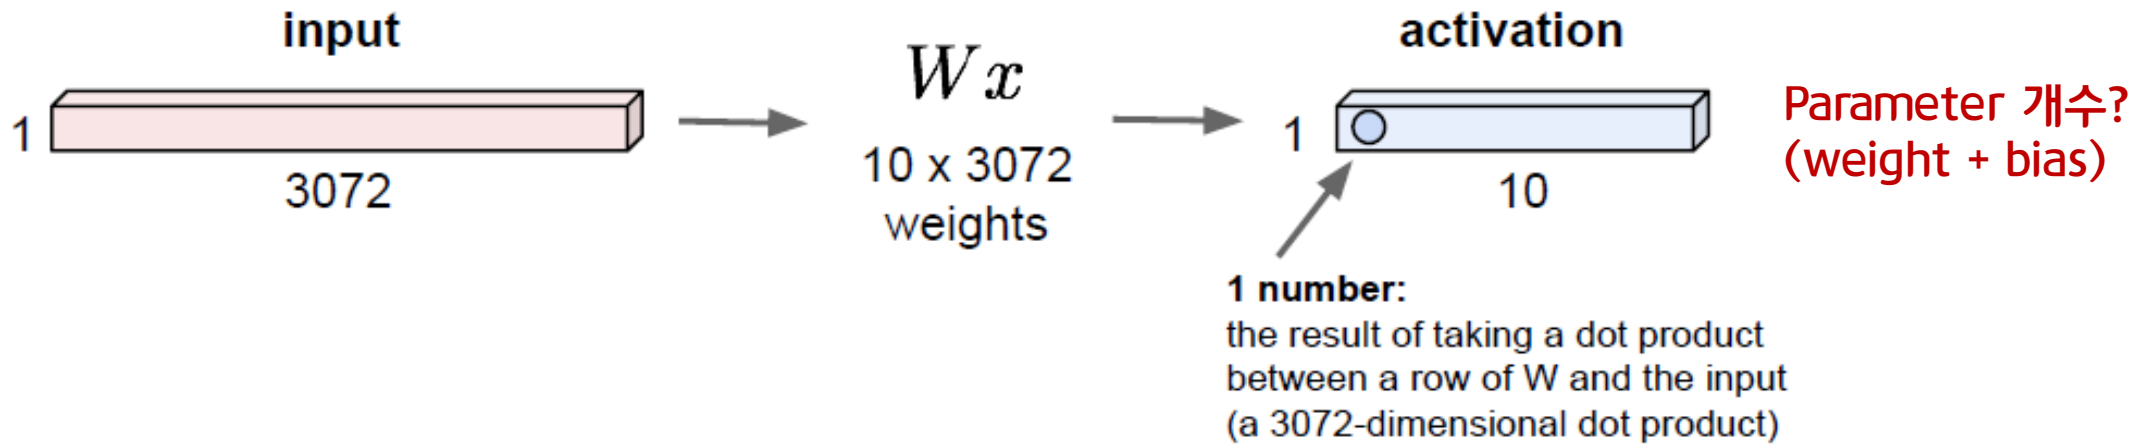 input
1
3072
Wx
10 x 3072
weights
activation
1
10
1 number:
the result of taking a dot product
between a row of W and the input
(a 3072-dimensional dot product)
Parameter 개수?
(weight + bias)